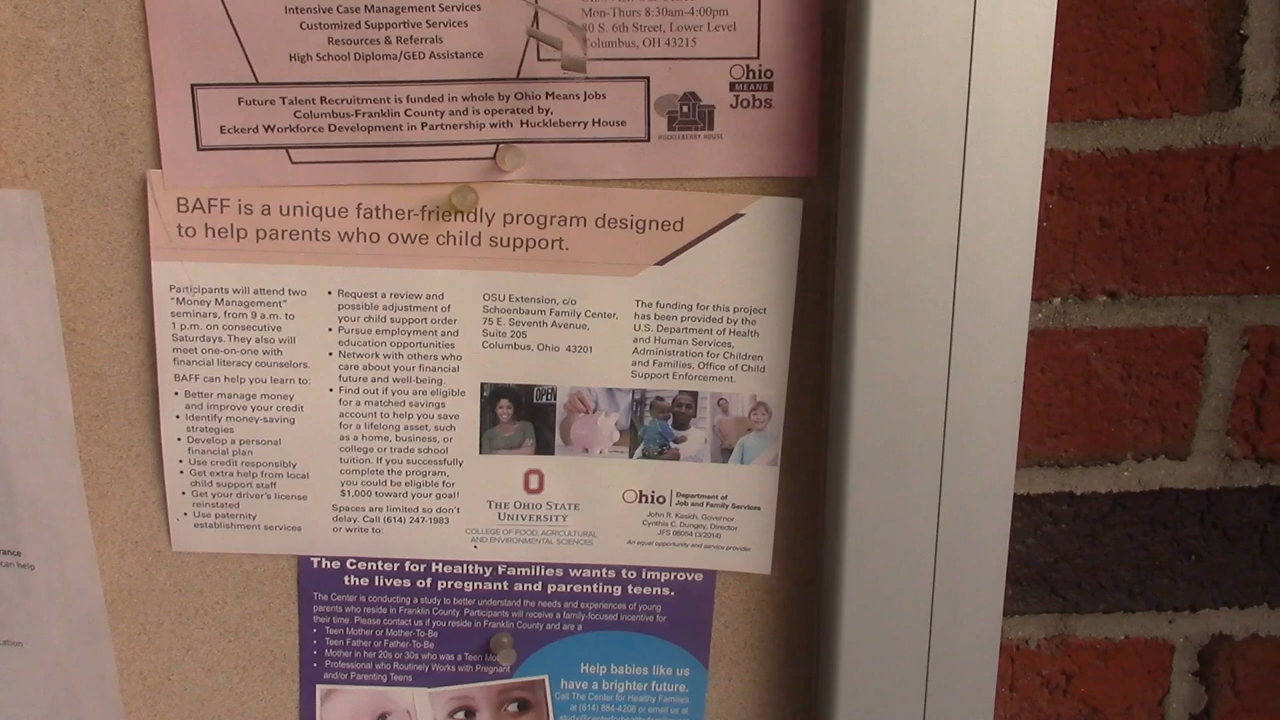 Intensive Case Management Services
Customized Supportive Services
Resources & Referrals
High School Diploma/GED Assistance
Mon-Thurs 8:30am-4:00pm
80 S. 6th Street, Lower Level
Columbus, OH 43215
Future Talent Recruitment is funded in whole by Ohio Means Jobs
Columbus-Franklin County and is operated by,
Eckerd Workforce Development in Partnership with Huckleberry House
HUCKLEBERRY HOUSE
Ohio
MEANS
Jobs
BAFF is a unique father-friendly program designed
to help parents who owe child support.
Participants will attend two
"Money Management"
seminars, from 9 a.m. to
1 p.m. on consecutive
Saturdays. They also will
meet one-on-one with
financial literacy counselors.
BAFF can help you learn to:
• Better manage money
and improve your credit
• Identify money-saving
strategies
• Develop a personal
financial plan
• Use credit responsibly
• Get extra help from local
child support staff
• Get your driver's license
reinstated
• Use paternity
establishment services
• Request a review and
possible adjustment of
your child support order
• Pursue employment and
education opportunities
• Network with others who
care about your financial
future and well-being.
• Find out if you are eligible
for a matched savings
account to help you save
for a lifelong asset, such
as a home, business, or
college or trade school
tuition. If you successfully
complete the program,
you could be eligible for
$1,000 toward your goal!
Spaces are limited so don't
delay. Call (614) 247-1983
or write to:
OSU Extension, c/o
Schoenbaum Family Center,
75 E. Seventh Avenue,
Suite 205
Columbus, Ohio 43201
The funding for this project
has been provided by the
U.S. Department of Health
and Human Services,
Administration for Children
and Families, Office of Child
Support Enforcement.
OPEN
THE OHIO STATE
UNIVERSITY
COLLEGE OF FOOD, AGRICULTURAL
AND ENVIRONMENTAL SCIENCES
Ohio
Department of
Job and Family Services
John R. Kasich, Governor
Cynthia C. Dungey, Director
JFS 08054 (3/2014)
An equal opportunity and service provider
The Center for Healthy Families wants to improve
the lives of pregnant and parenting teens.
The Center is conducting a study to better understand the needs and experiences of young
parents who reside in Franklin County. Participants will receive a family-focused incentive for
their time. Please contact us if you reside in Franklin County and are a
• Teen Mother or Mother-To-Be
• Teen Father or Father-To-Be
• Mother in her 20s or 30s who was a Teen
• Professional who Routinely Works with Pregnant
and/or Parenting Teens
Help babies like us
have a brighter future.
Call The Center for Healthy Families
at (614) 884-4208 or email us at
can help